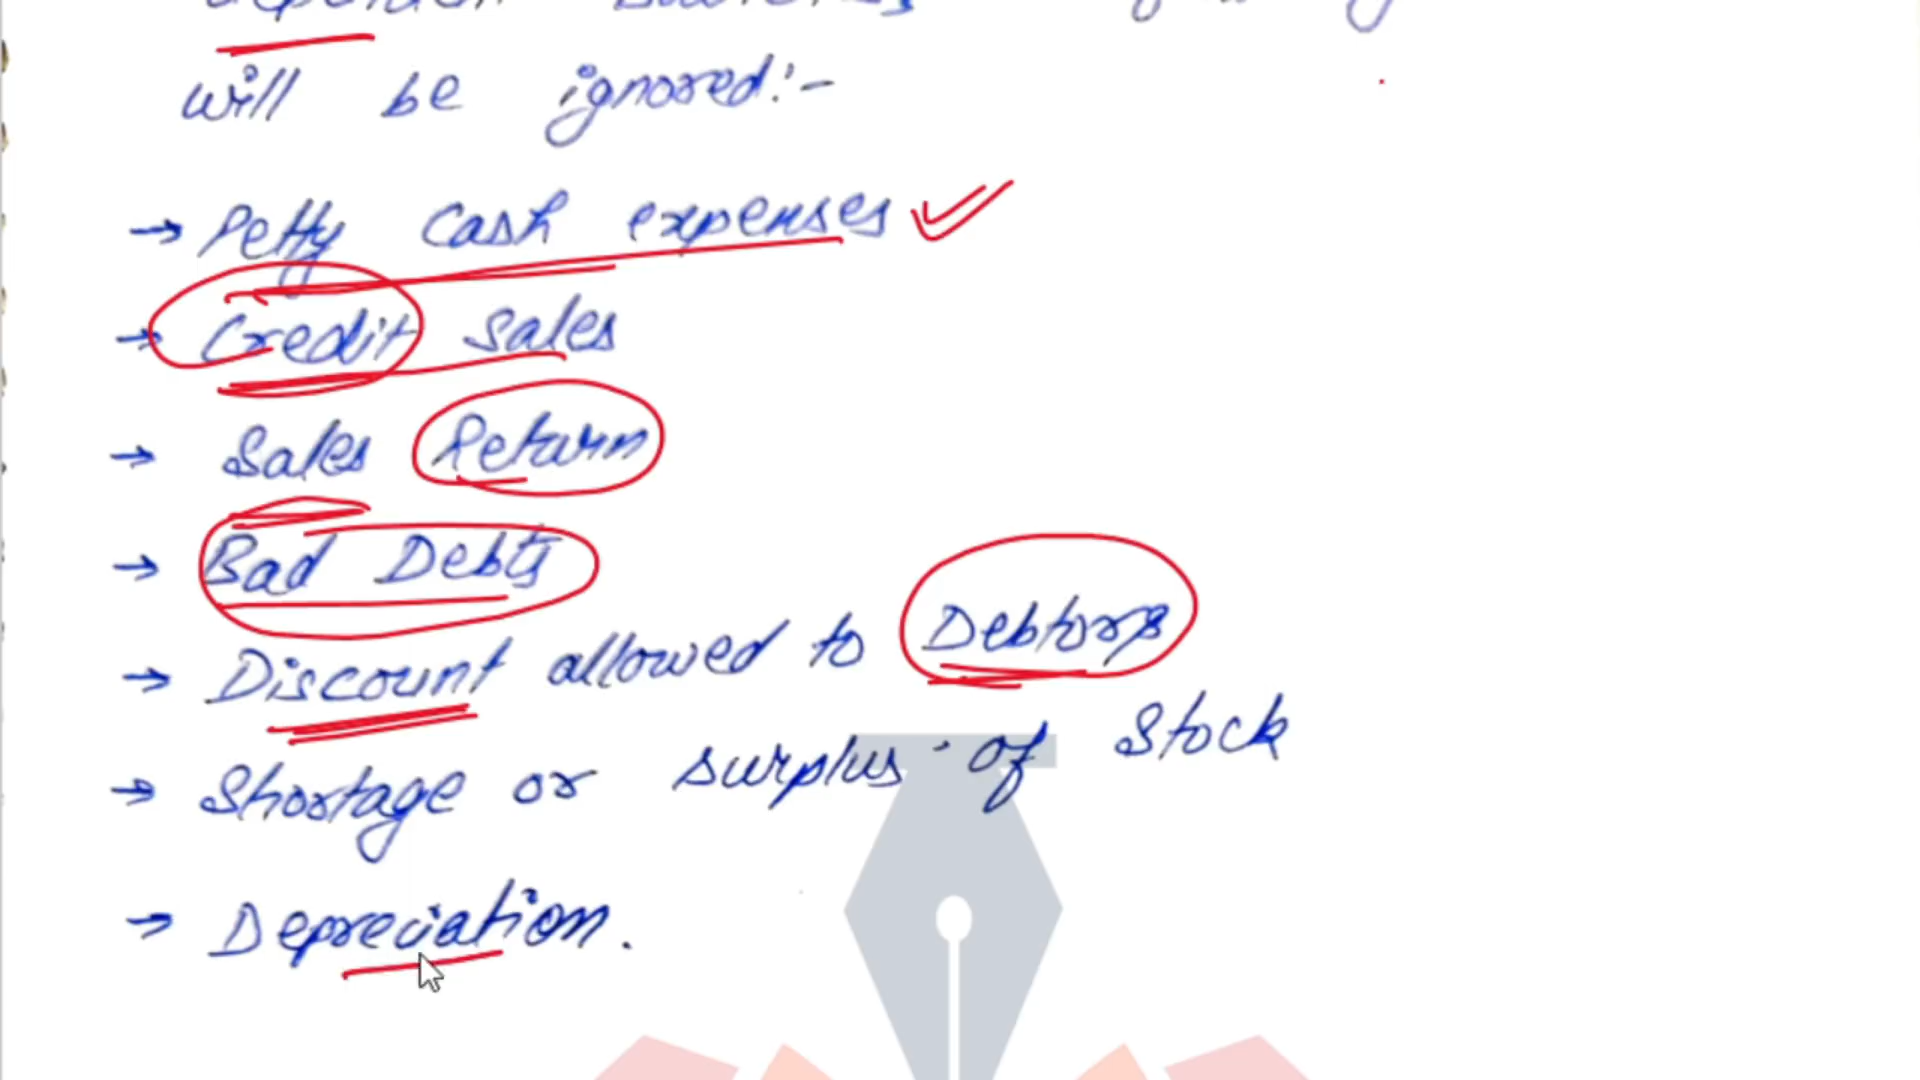 will be ignored:-
→ Petty cash expenses
→ Credit Sales
→ Sales Return
→ Bad Debts
→ Discount allowed to Debtors
→ Shortage or surplus of Stock
→ Depreciation.